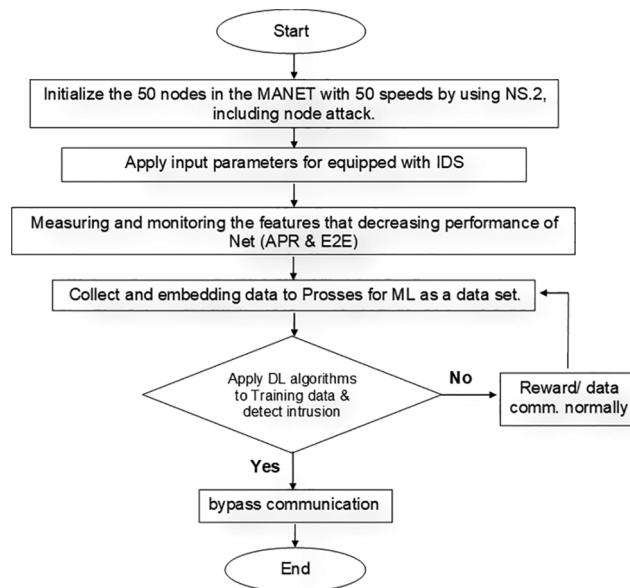 Start
Initialize the 50 nodes in the MANET with 50 speeds by using NS.2,
including node attack.
Apply input parameters for equipped with IDS
Measuring and monitoring the features that decreasing performance of
Net (APR & E2E)
Collect and embedding data to Prosses for ML as a data set.
Apply DL algorithms
to Training data &
detect intrusion
No
Reward/ data
comm. normally
Yes
bypass communication
End